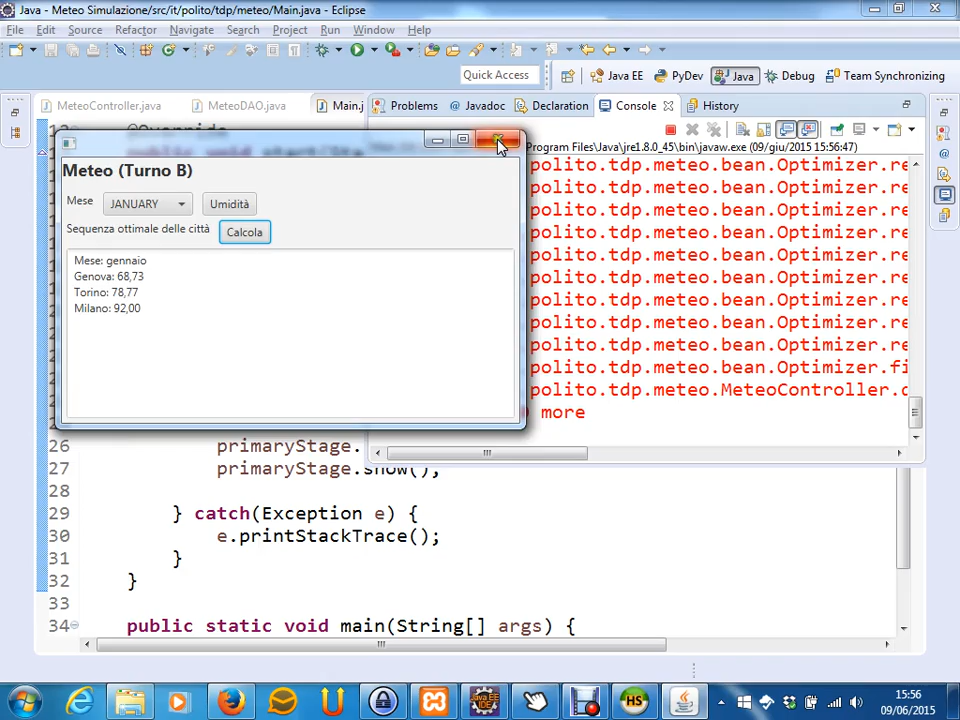 Java - Meteo Simulazione/src/it/polito/tdp/meteo/Main.java - Eclipse
File Edit Source Refactor Navigate Search Project Run Window Help
Quick Access
Java EE PyDev Java Debug Team Synchronizing
MeteoController.java MeteoDAO.java Main.j
Problems Javadoc Declaration Console History
@Override
Program Files\Java\jre1.8.0_45\bin\javaw.exe (09/giu/2015 15:56:47)
Meteo (Turno B)
Mese JANUARY Umidità
Sequenza ottimale delle città Calcola
Mese: gennaio
Genova: 68,73
Torino: 78,77
Milano: 92,00
polito.tdp.meteo.bean.Optimizer.re
polito.tdp.meteo.bean.Optimizer.re
polito.tdp.meteo.bean.Optimizer.re
polito.tdp.meteo.bean.Optimizer.re
polito.tdp.meteo.bean.Optimizer.re
polito.tdp.meteo.bean.Optimizer.re
polito.tdp.meteo.bean.Optimizer.re
polito.tdp.meteo.bean.Optimizer.re
polito.tdp.meteo.bean.Optimizer.re
polito.tdp.meteo.bean.Optimizer.fi
polito.tdp.meteo.MeteoController.
more
26 primaryStage.
27 primaryStage.show();
28
29 } catch(Exception e) {
30 e.printStackTrace();
31 }
32 }
33
34 public static void main(String[] args) {
15:56
09/06/2015